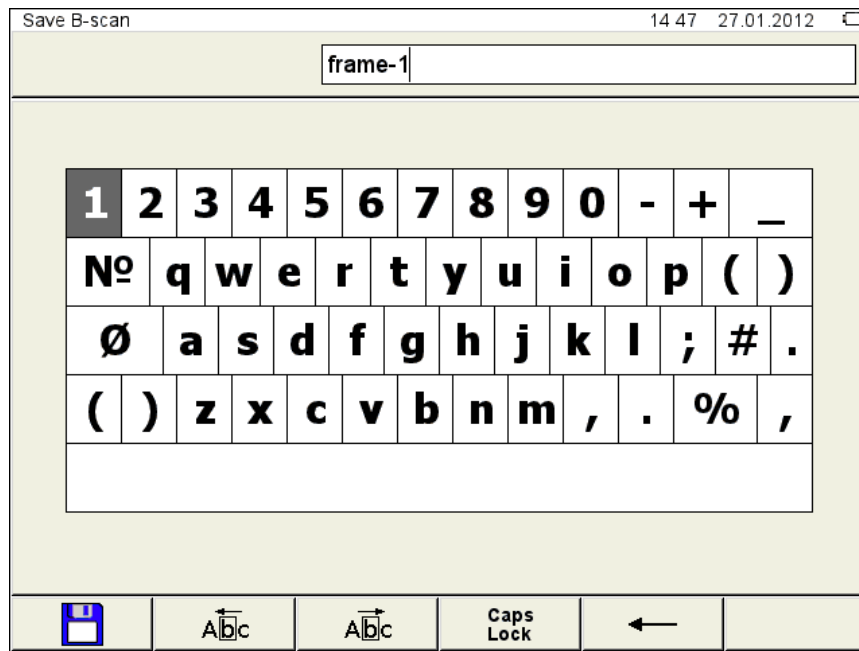 Save B-scan 14 47 27.01.2012
frame-1
1 2 3 4 5 6 7 8 9 0 - + _
№ q w e r t y u i o p ( )
Ø a s d f g h j k l ; # .
( ) z x c v b n m , . % ,
Abc Abc Caps
Lock